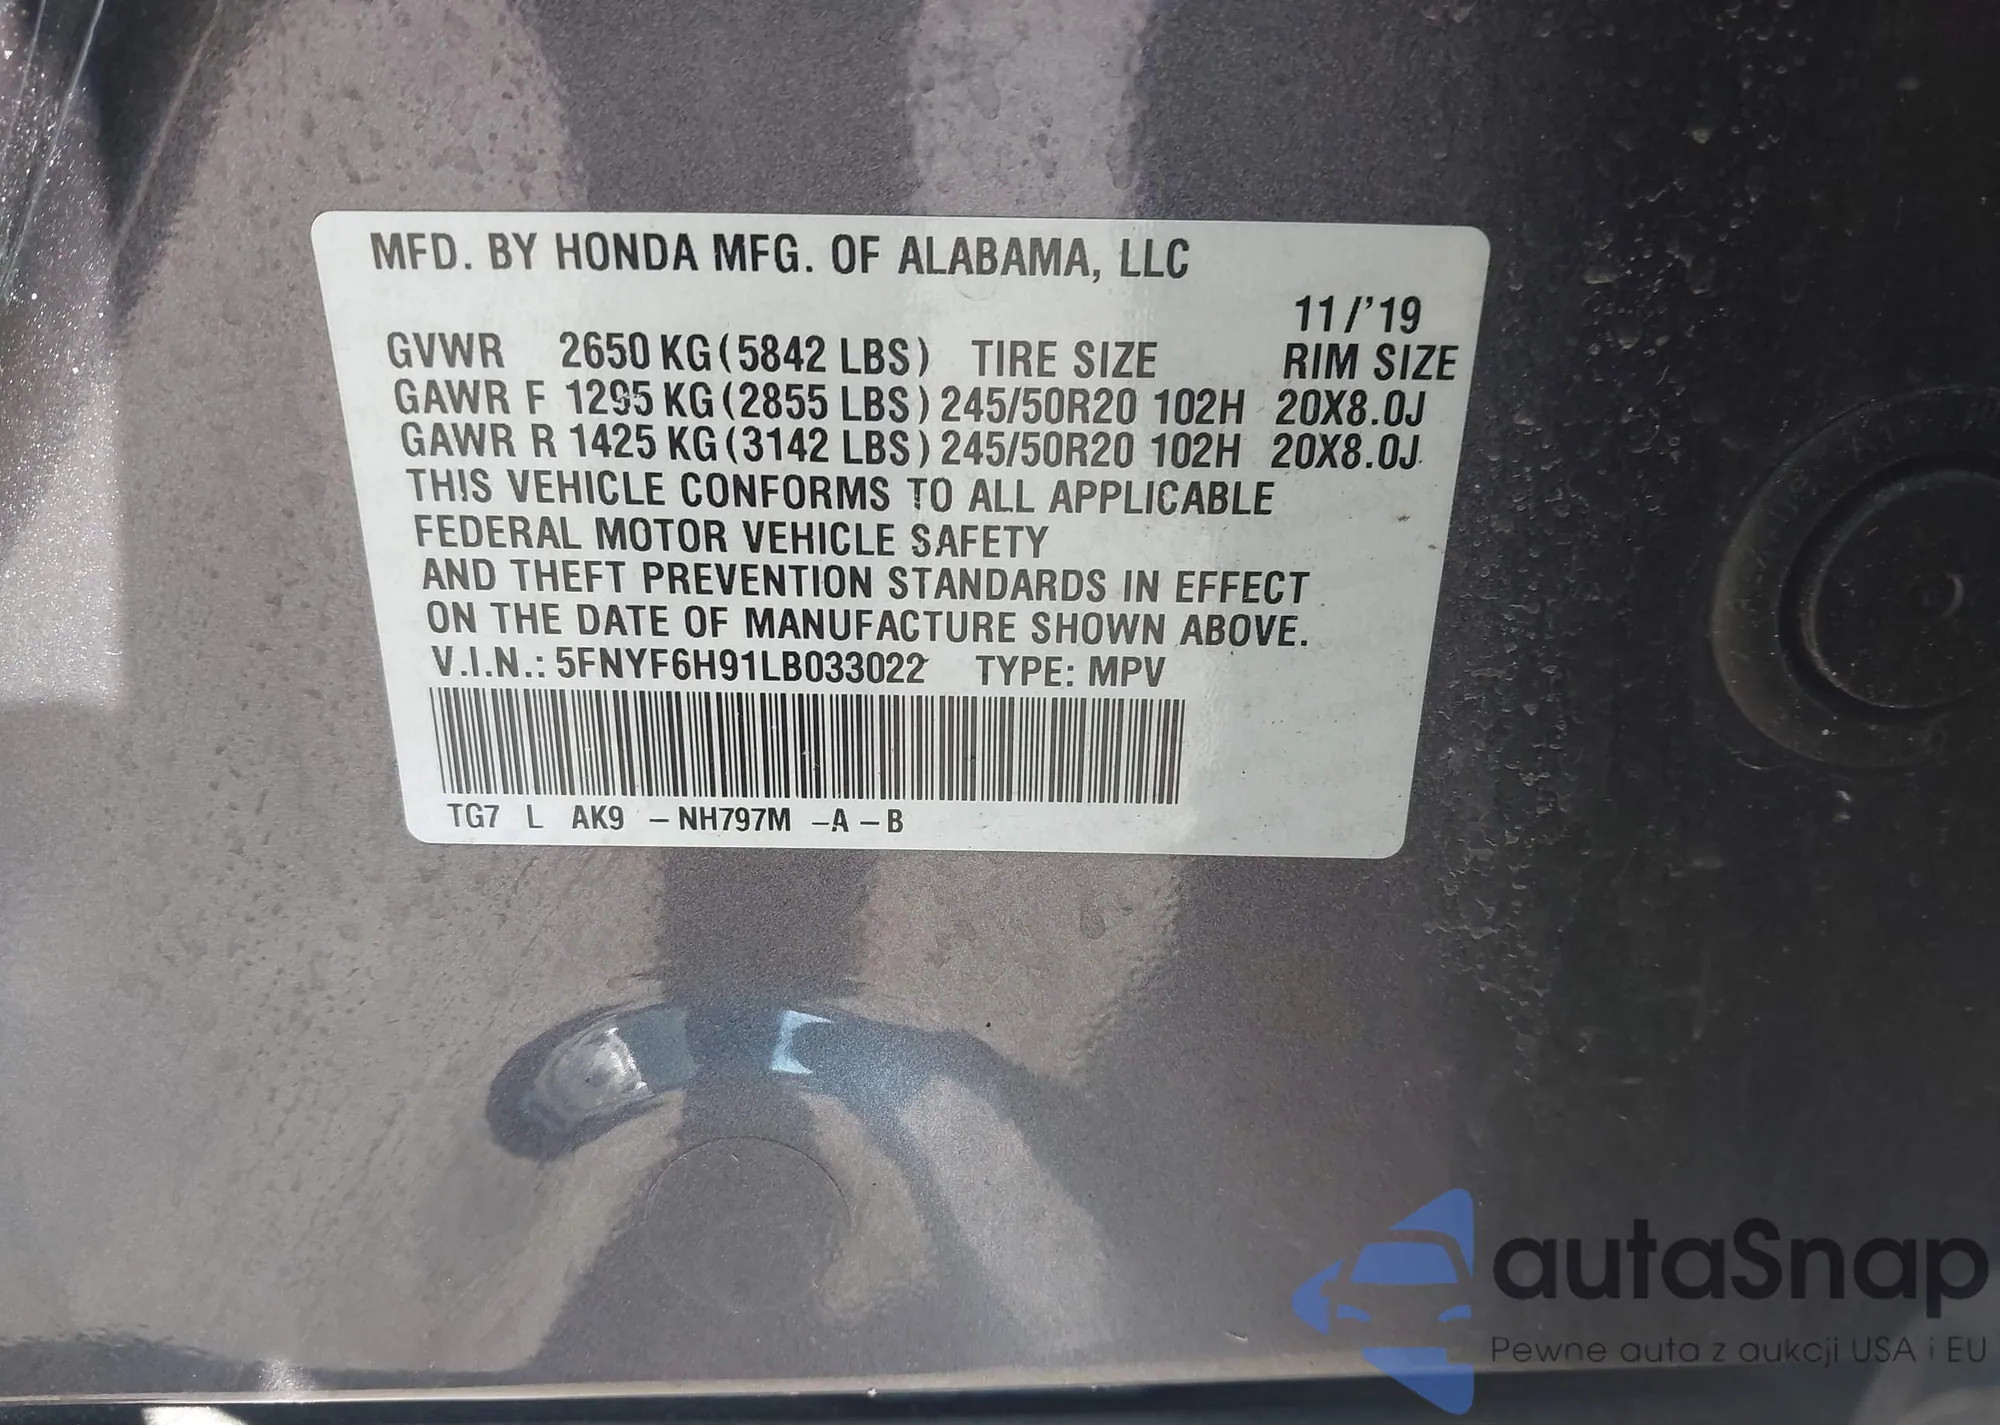 MFD. BY HONDA MFG. OF ALABAMA, LLC
11/'19
GVWR 2650 KG (5842 LBS) TIRE SIZE RIM SIZE
GAWR F 1295 KG (2855 LBS) 245/50R20 102H 20X8.0J
GAWR R 1425 KG (3142 LBS) 245/50R20 102H 20X8.0J
THIS VEHICLE CONFORMS TO ALL APPLICABLE
FEDERAL MOTOR VEHICLE SAFETY
AND THEFT PREVENTION STANDARDS IN EFFECT
ON THE DATE OF MANUFACTURE SHOWN ABOVE.
V.I.N.: 5FNYF6H91LB033022 TYPE: MPV
TG7 L AK9 – NH797M – A – B
autaSnap
Pewne auta z aukcji USA i EU